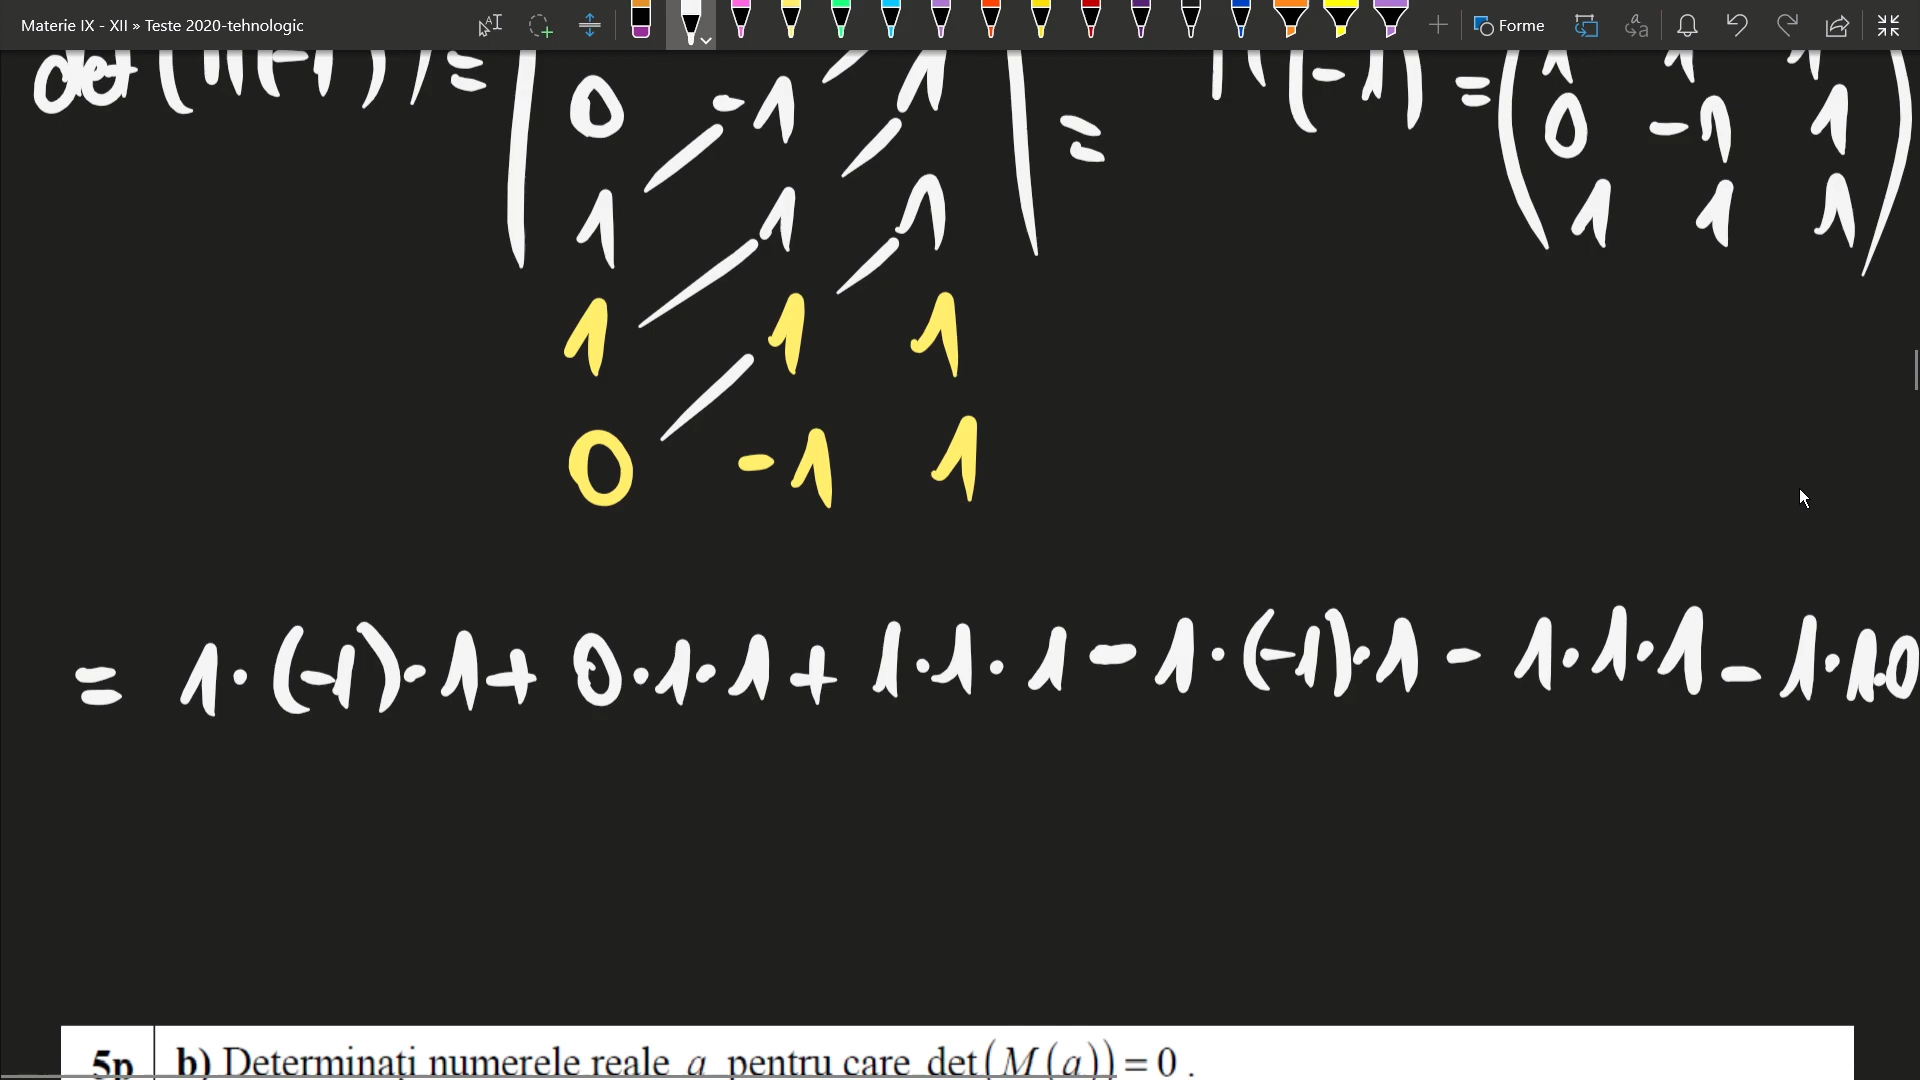 Materie IX - XII » Teste 2020-tehnologic
Forme
det (M(-1)) = | = M(-1) = ( 1 1 1
0 -1 1 0 -1 1
1 1 1 1 1 1 )
1 1 1
0 -1 1
= 1·(-1)·1+ 0·1·1+ 1·1·1 - 1·(-1)·1 - 1·1·1 - 1·1·0
5p b) Determinați numerele reale a pentru care det(M(a)) = 0.